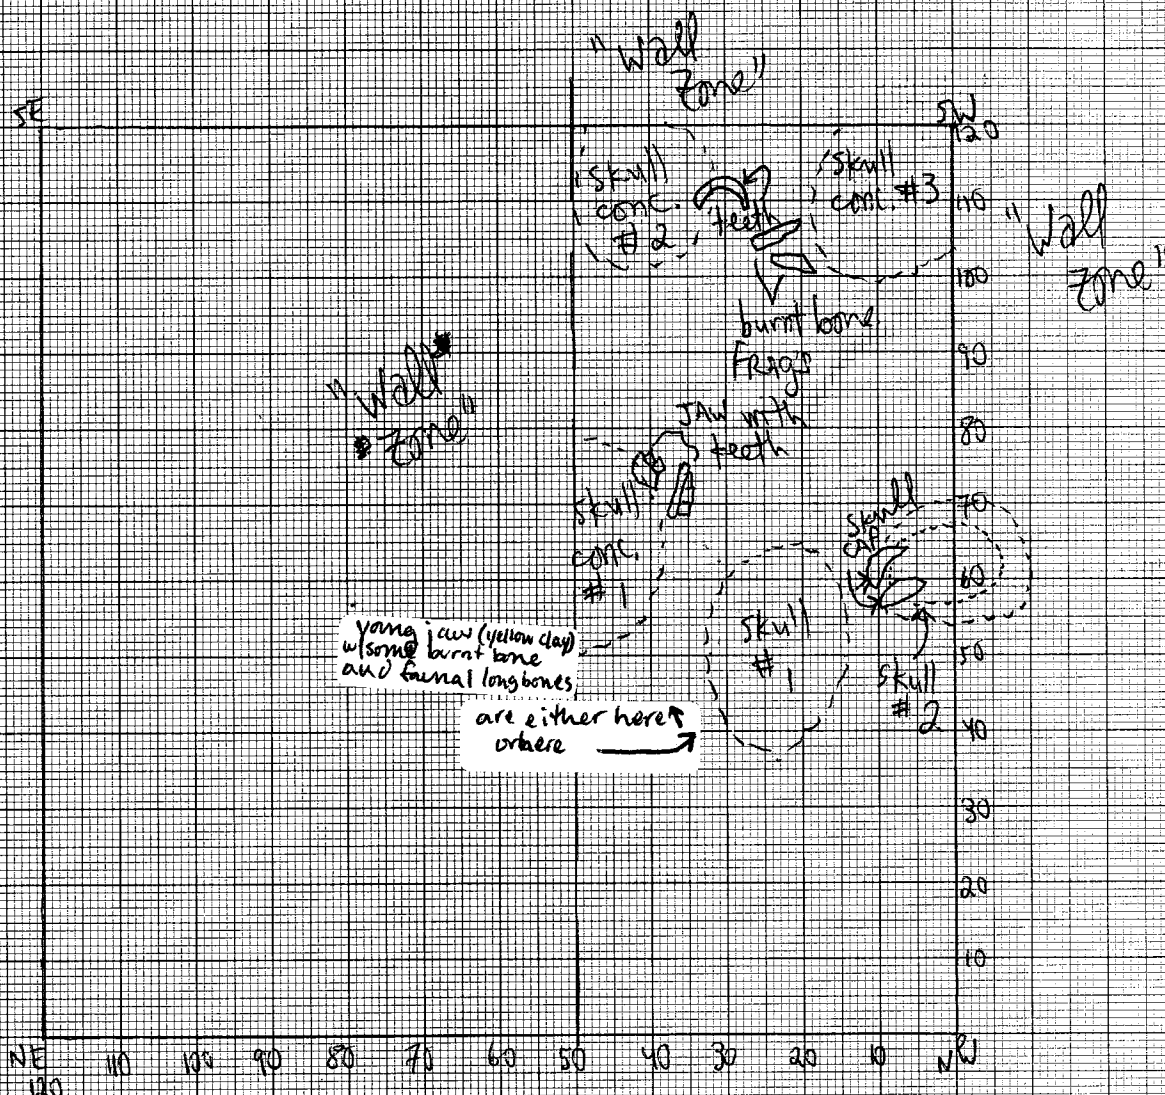 "Wall
Zone"
SE
SW
120
skull
conc.
#2
teeth
skull
conc. #3
110
"Wall
Zone"
100
burnt bone
FRAG'S
90
"Wall
Zone"
JAW with
teeth
80
skull
conc.
#1
skull
CAP
70
60
young jaw (yellow clay)
w/some burnt bone
and faunal longbones
skull
#1
50
skull
#2
are either here
or here
40
30
20
10
NE
120
110
100
90
80
70
60
50
40
30
20
10
NW